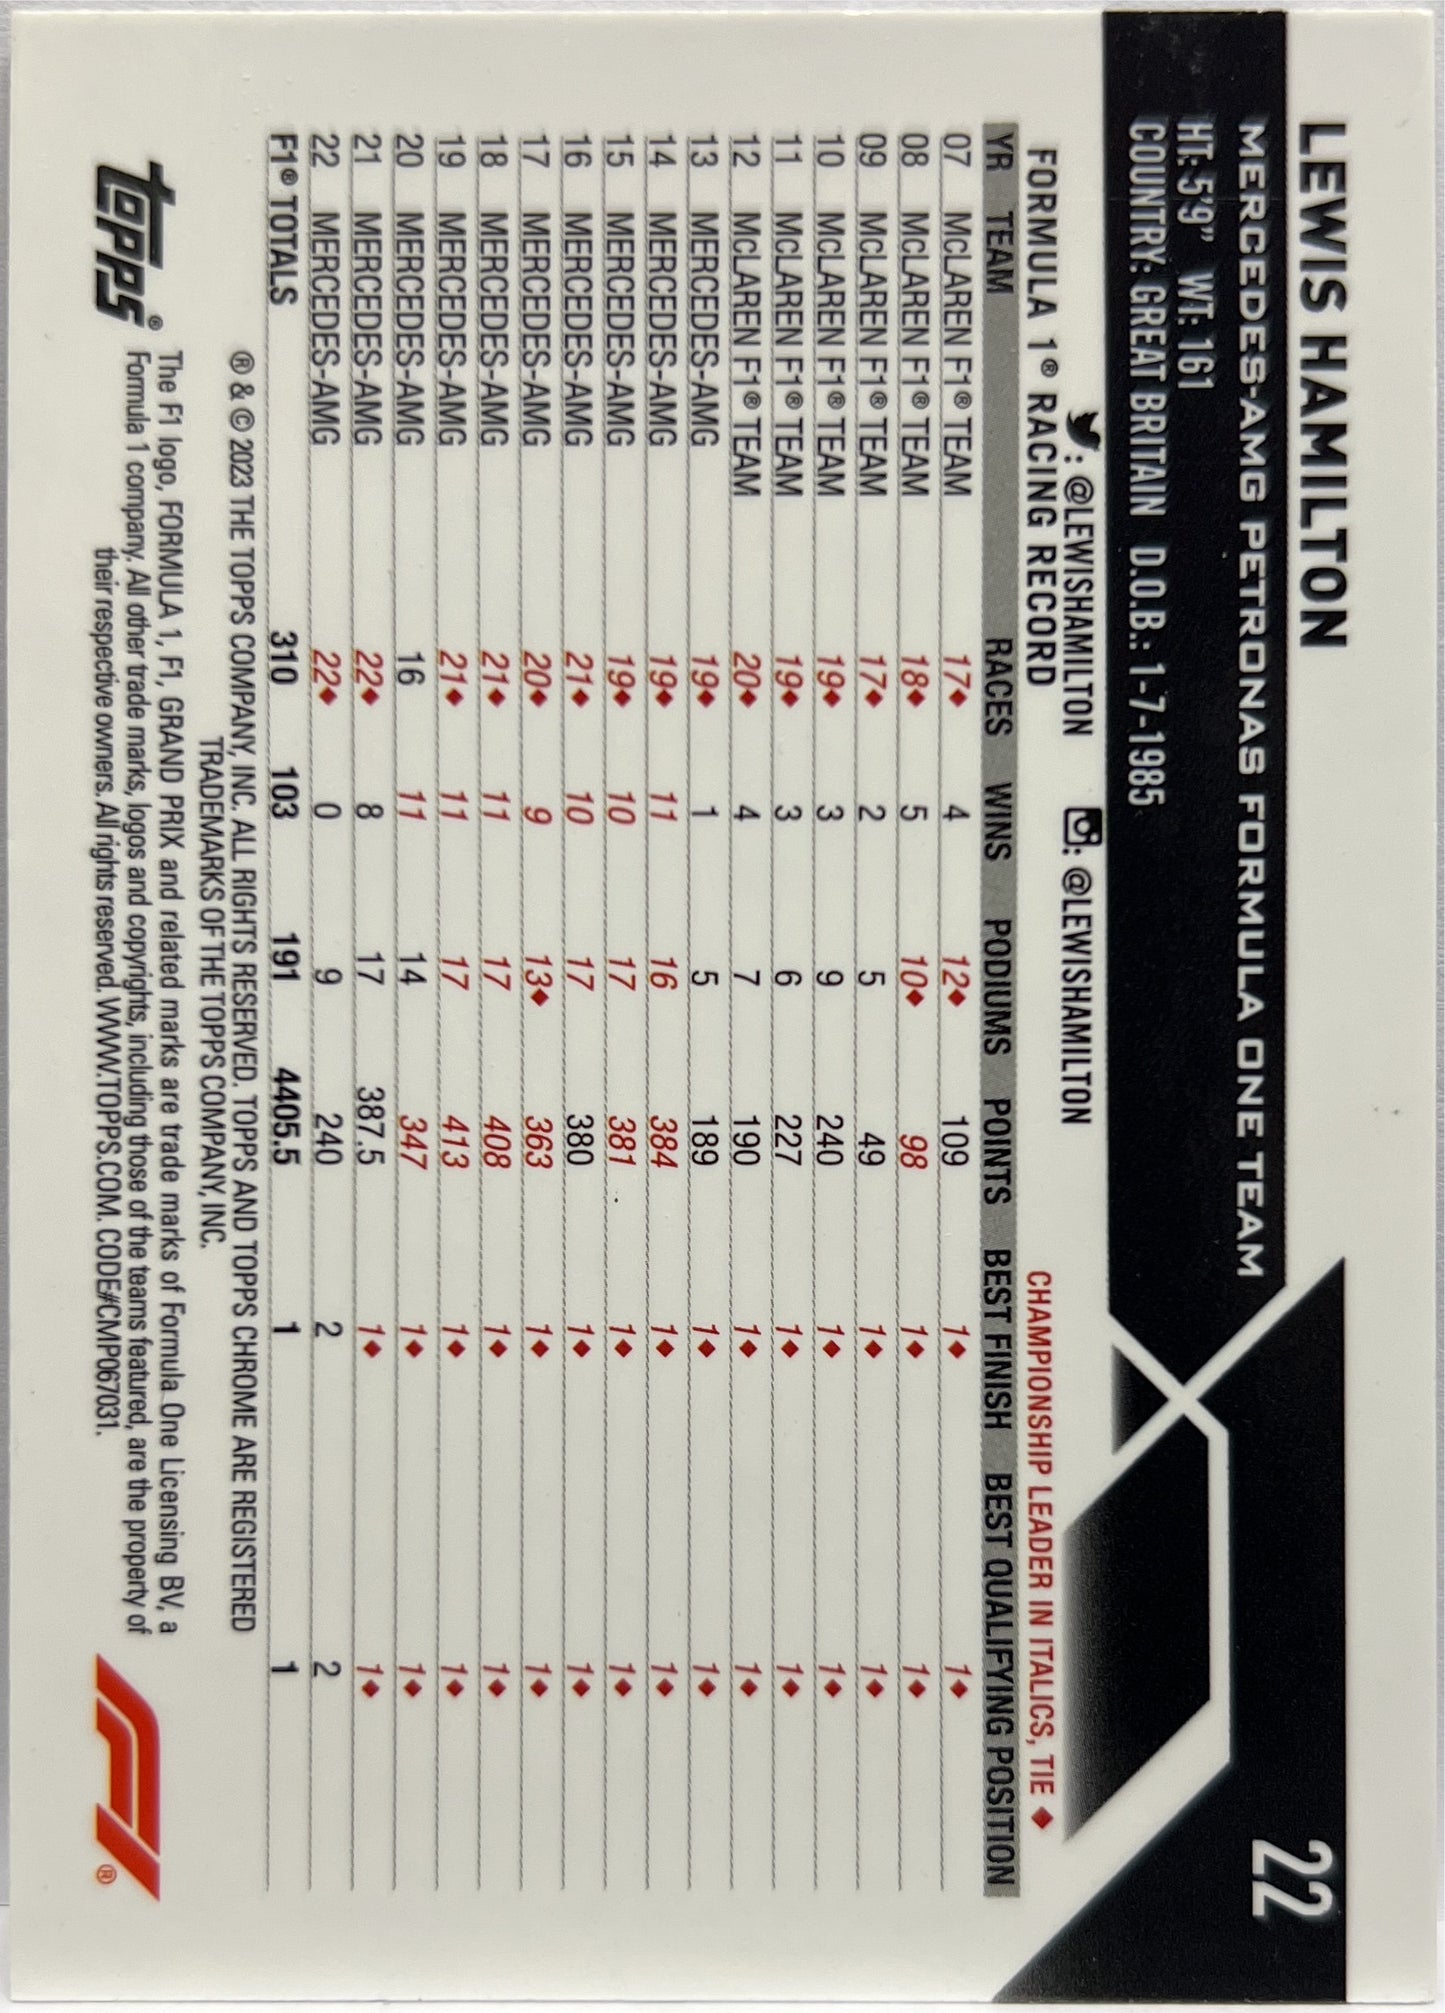 LEWIS HAMILTON
22
MERCEDES-AMG PETRONAS FORMULA ONE TEAM
HT: 5'9" WT: 161
COUNTRY: GREAT BRITAIN D.O.B.: 1-7-1985
: @LEWISHAMILTON : @LEWISHAMILTON
FORMULA 1® RACING RECORD CHAMPIONSHIP LEADER IN ITALICS, TIE ♦
YR TEAM RACES WINS PODIUMS POINTS BEST FINISH BEST QUALIFYING POSITION
07 McLAREN F1® TEAM 17♦ 4 12♦ 109 1♦ 1♦
08 McLAREN F1® TEAM 18♦ 5 10♦ 98 1♦ 1♦
09 McLAREN F1® TEAM 17♦ 2 5 49 1♦ 1♦
10 McLAREN F1® TEAM 19♦ 3 9 240 1♦ 1♦
11 McLAREN F1® TEAM 19♦ 3 6 227 1♦ 1♦
12 McLAREN F1® TEAM 20♦ 4 7 190 1♦ 1♦
13 MERCEDES-AMG 19♦ 1 5 189 1♦ 1♦
14 MERCEDES-AMG 19♦ 11 16 384 1♦ 1♦
15 MERCEDES-AMG 19♦ 10 17 381 1♦ 1♦
16 MERCEDES-AMG 21♦ 10 17 380 1♦ 1♦
17 MERCEDES-AMG 20♦ 9 13♦ 363 1♦ 1♦
18 MERCEDES-AMG 21♦ 11 17 408 1♦ 1♦
19 MERCEDES-AMG 21♦ 11 17 413 1♦ 1♦
20 MERCEDES-AMG 16 11 14 347 1♦ 1♦
21 MERCEDES-AMG 22♦ 8 17 387.5 1♦ 1♦
22 MERCEDES-AMG 22♦ 0 9 240 2 2
F1® TOTALS 310 103 191 4405.5 1 1
® & © 2023 THE TOPPS COMPANY, INC. ALL RIGHTS RESERVED. TOPPS AND TOPPS CHROME ARE REGISTERED
TRADEMARKS OF THE TOPPS COMPANY, INC.
The F1 logo, FORMULA 1, F1, GRAND PRIX and related marks are trade marks of Formula One Licensing BV, a
Formula 1 company. All other trade marks, logos and copyrights, including those of the teams featured, are the property of
their respective owners. All rights reserved. WWW.TOPPS.COM. CODE#CMP067031.
Topps®
F1®